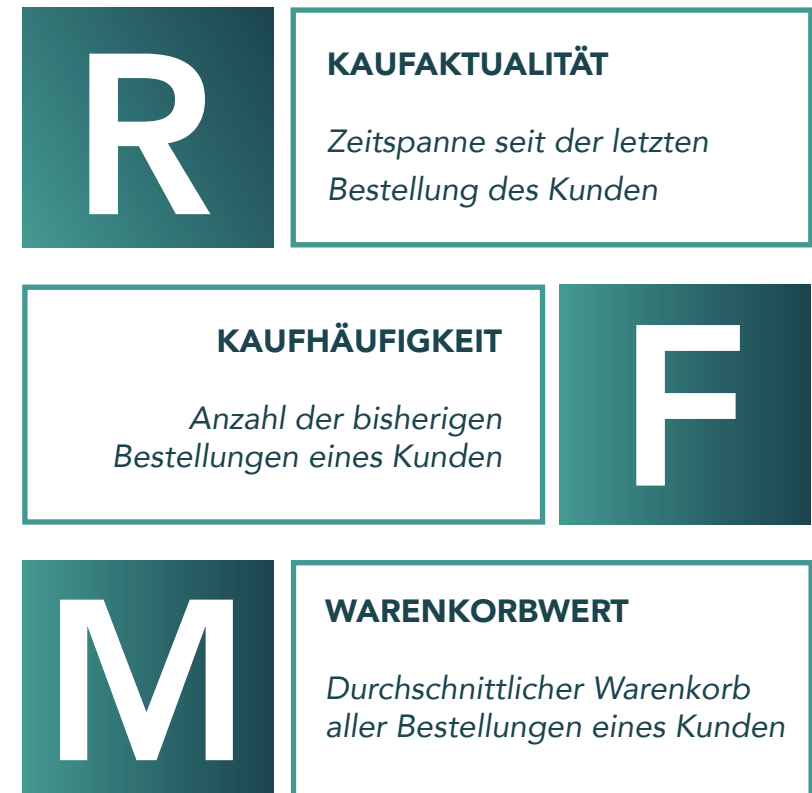 R
KAUFAKTUALITÄT
Zeitspanne seit der letzten
Bestellung des Kunden
KAUFHÄUFIGKEIT
Anzahl der bisherigen
Bestellungen eines Kunden
F
M
WARENKORBWERT
Durchschnittlicher Warenkorb
aller Bestellungen eines Kunden